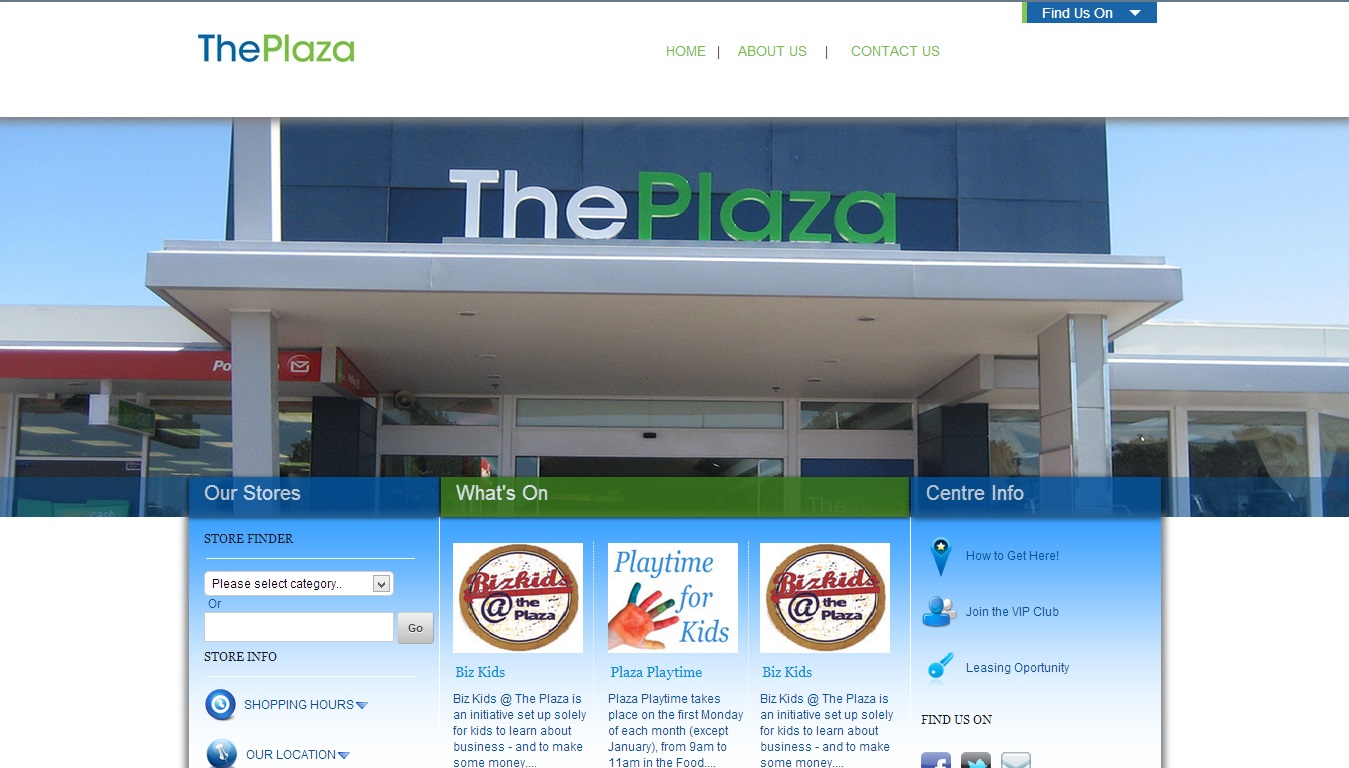 Find Us On
ThePlaza
HOME | ABOUT US | CONTACT US
ThePlaza
Our Stores
What's On
Centre Info
STORE FINDER
Please select category..
Or
Go
STORE INFO
SHOPPING HOURS
OUR LOCATION
Bizkids
@ the
Plaza
Biz Kids
Biz Kids @ The Plaza is
an initiative set up solely
for kids to learn about
business - and to make
some money....
Playtime
for
Kids
Plaza Playtime
Plaza Playtime takes
place on the first Monday
of each month (except
January), from 9am to
11am in the Food....
Bizkids
@ the
Plaza
Biz Kids
Biz Kids @ The Plaza is
an initiative set up solely
for kids to learn about
business - and to make
some money....
How to Get Here!
Join the VIP Club
Leasing Oportunity
FIND US ON